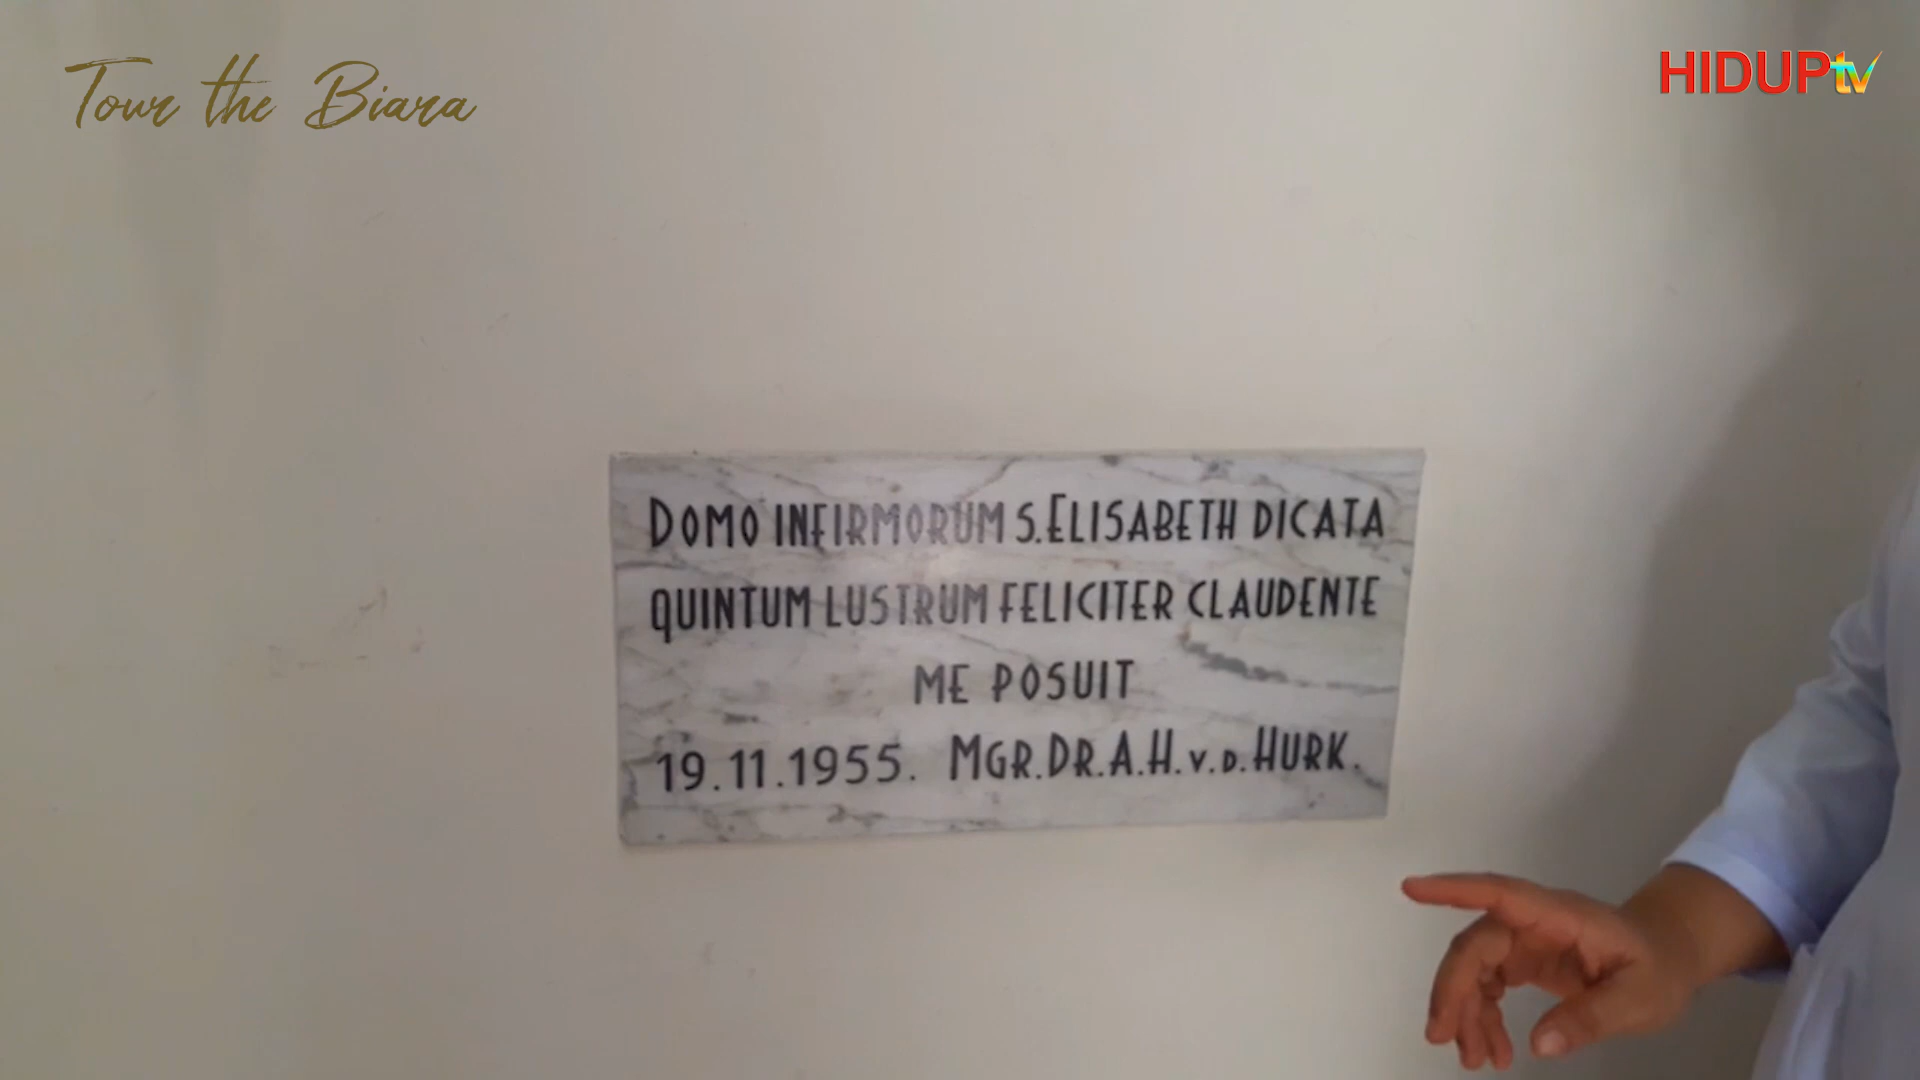 Tour the Biara
HIDUPtv
DOMO INFIRMORUM S.ELISABETH DICATA
QUINTUM LUSTRUM FELICITER CLAUDENTE
ME POSUIT
19.11.1955. MGR.DR.A.H.v.d.HURK.